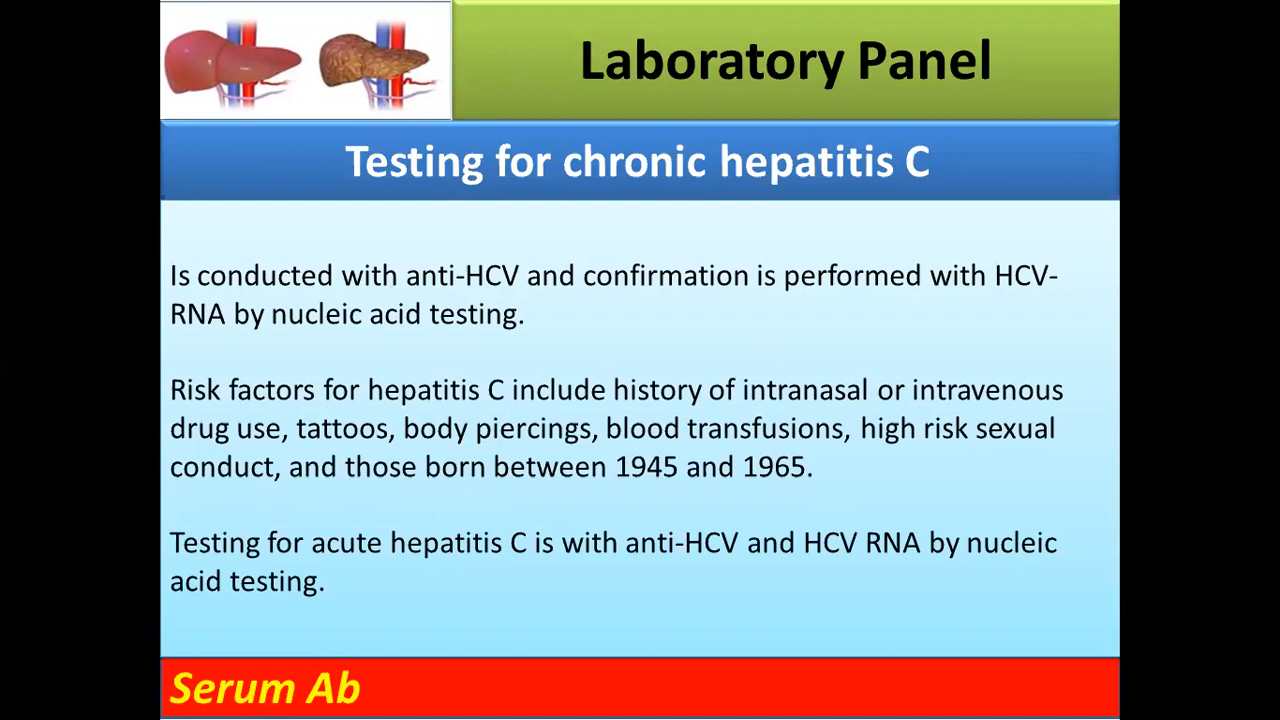 Laboratory Panel
Testing for chronic hepatitis C
Is conducted with anti-HCV and confirmation is performed with HCV-
RNA by nucleic acid testing.
Risk factors for hepatitis C include history of intranasal or intravenous
drug use, tattoos, body piercings, blood transfusions, high risk sexual
conduct, and those born between 1945 and 1965.
Testing for acute hepatitis C is with anti-HCV and HCV RNA by nucleic
acid testing.
Serum Ab